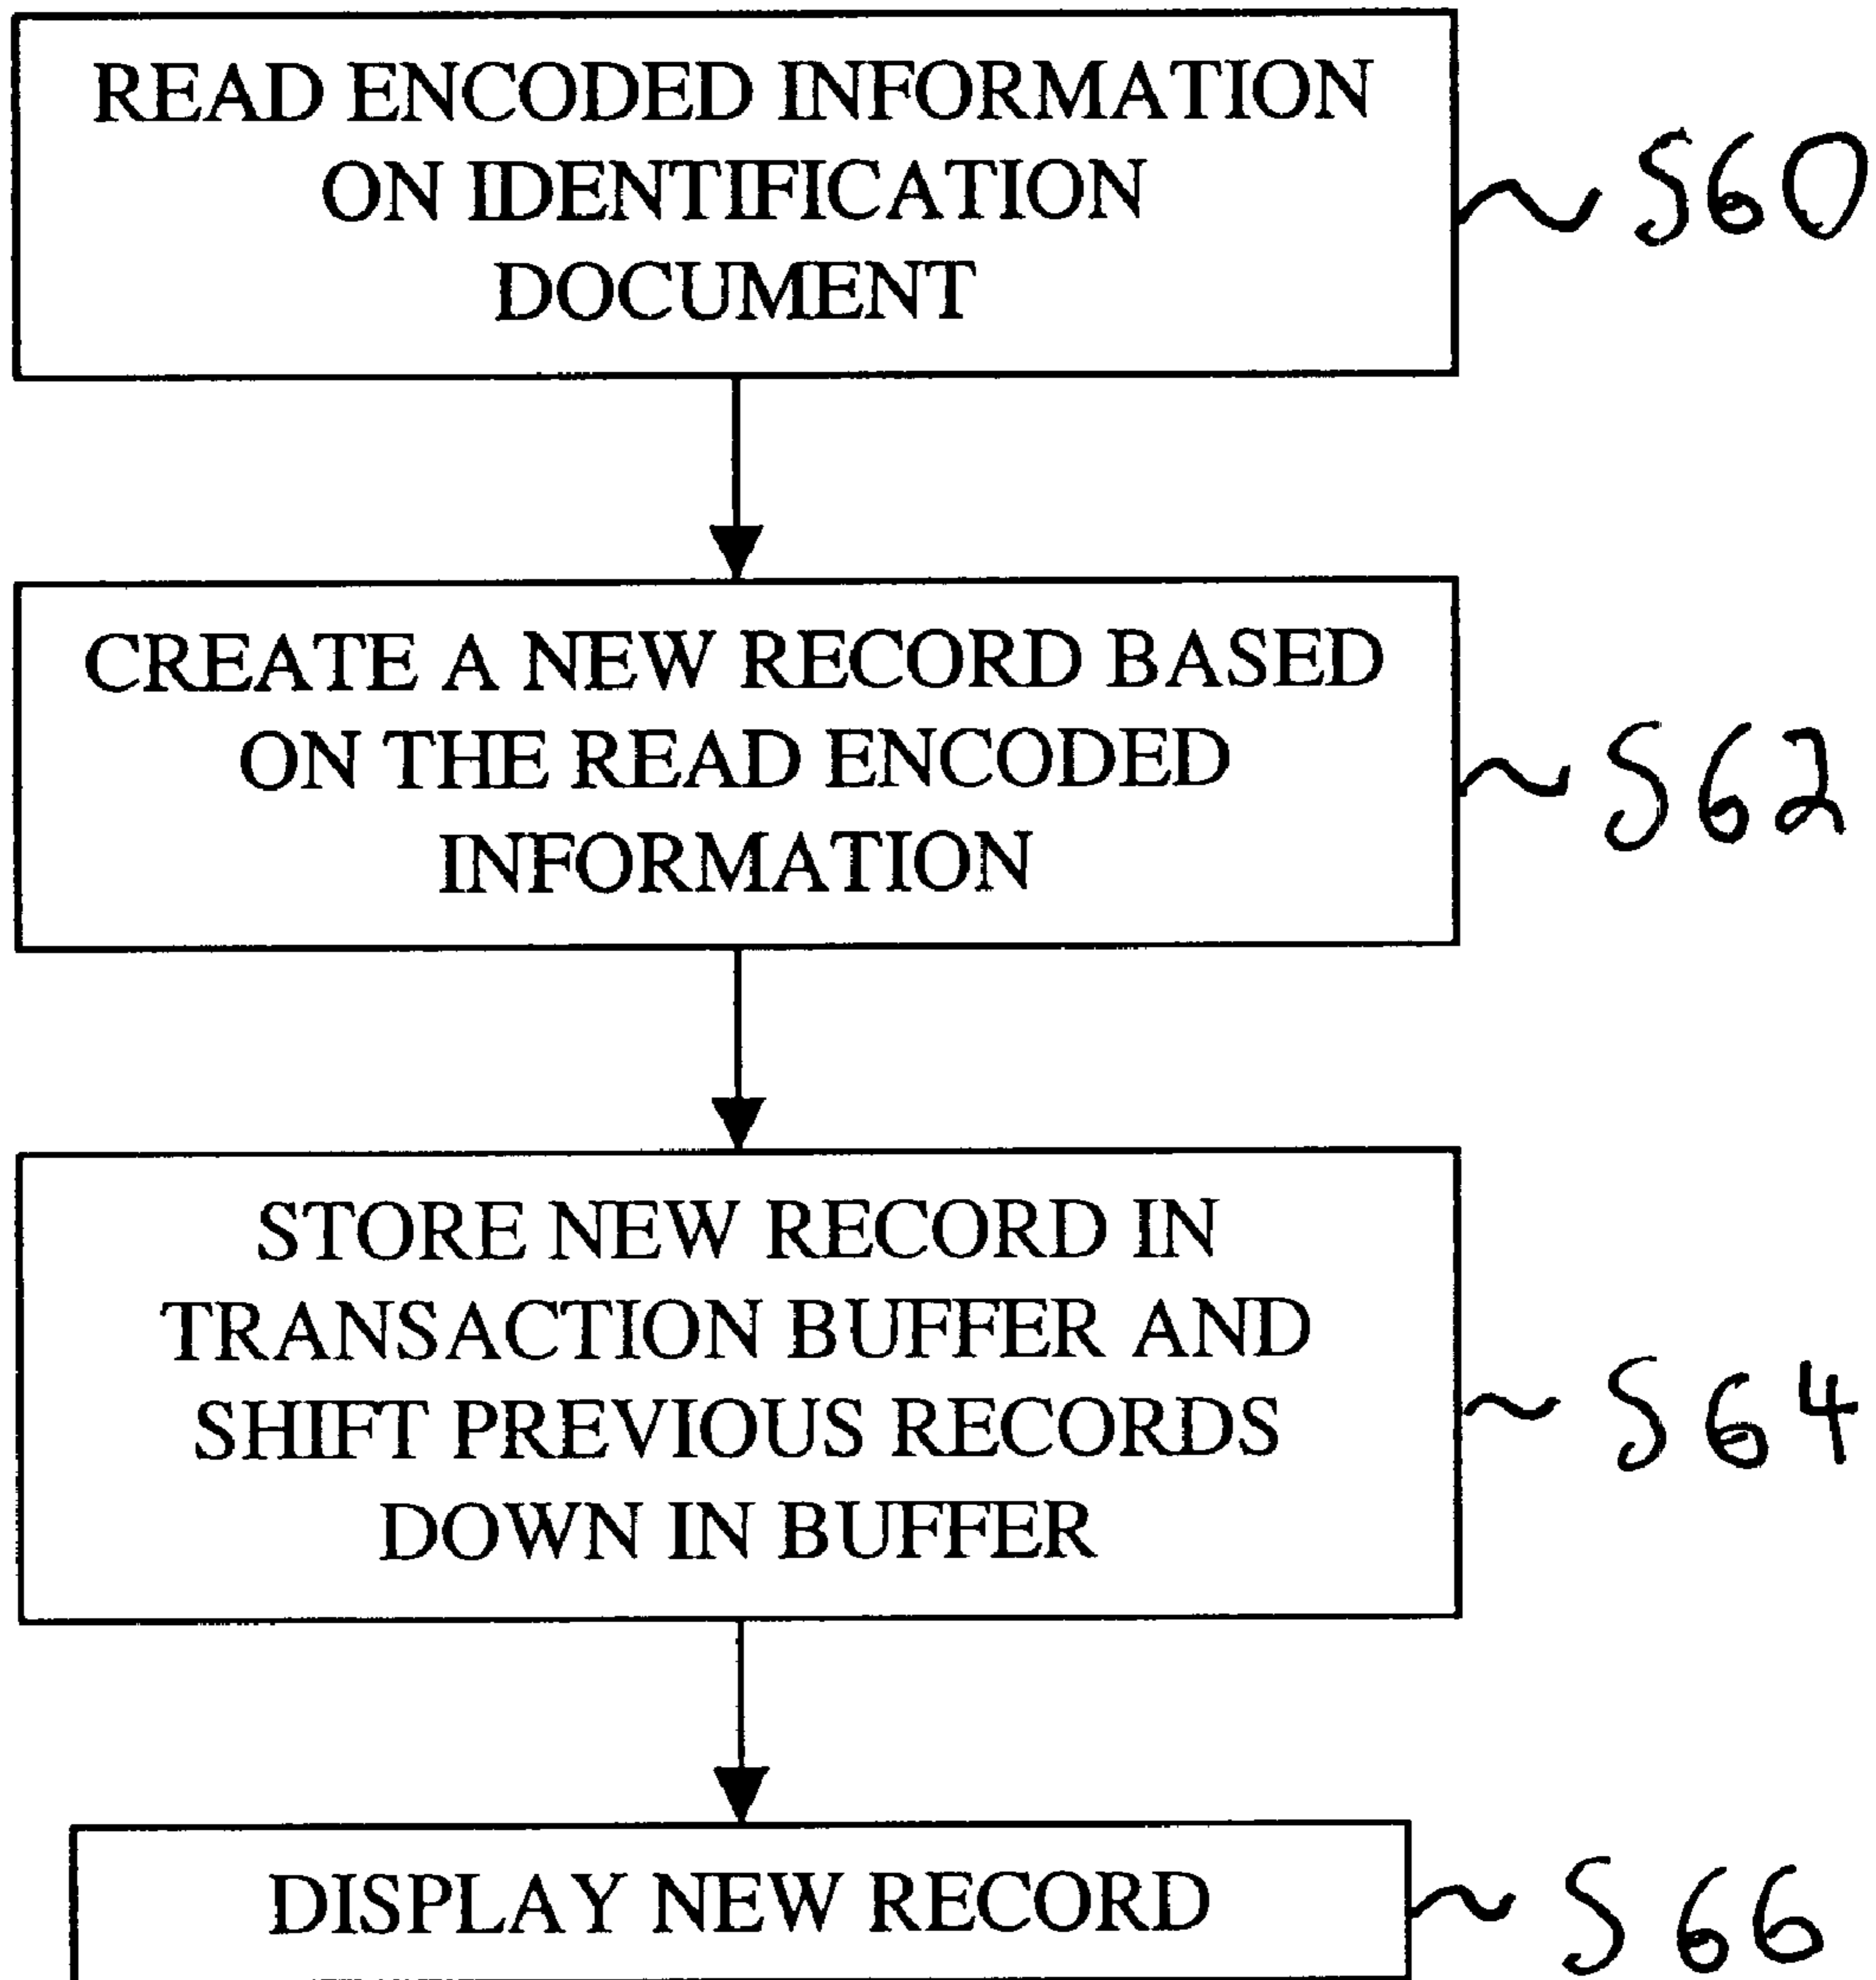 READ ENCODED INFORMATION
ON IDENTIFICATION
DOCUMENT
S60
CREATE A NEW RECORD BASED
ON THE READ ENCODED
INFORMATION
S62
STORE NEW RECORD IN
TRANSACTION BUFFER AND
SHIFT PREVIOUS RECORDS
DOWN IN BUFFER
S64
DISPLAY NEW RECORD
S66